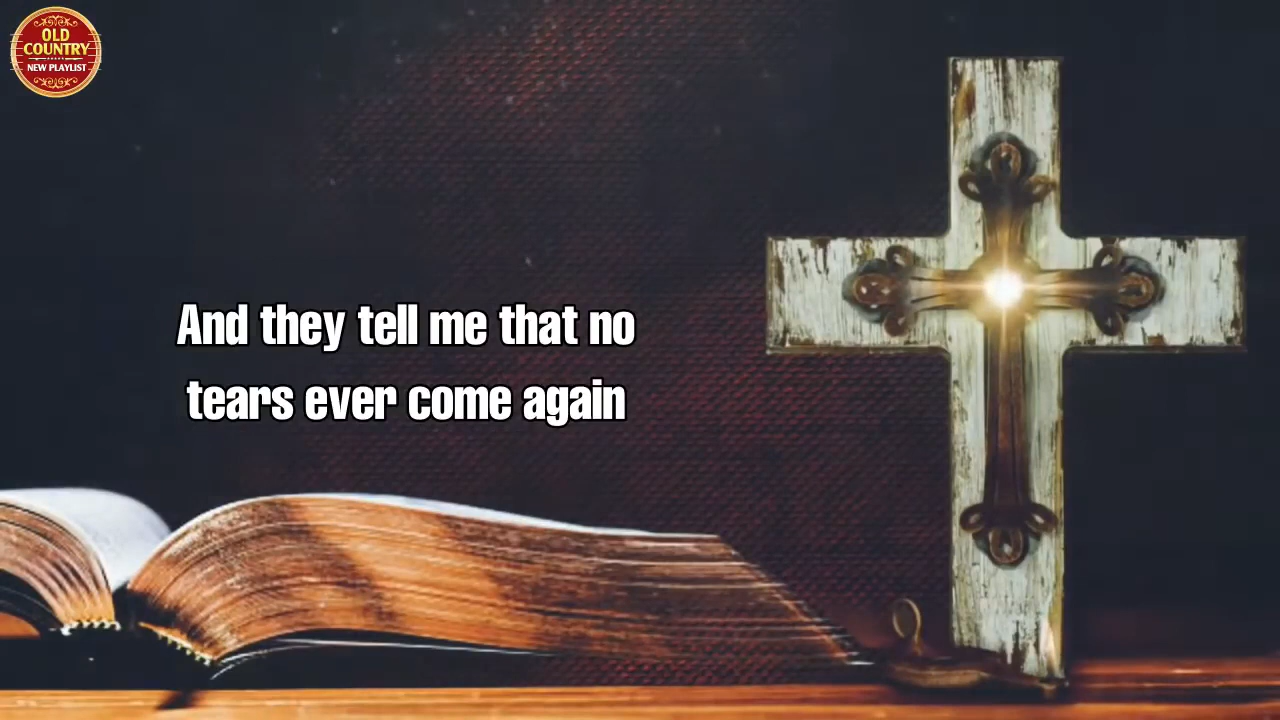 OLD
COUNTRY
NEW PLAYLIST
And they tell me that no
tears ever come again